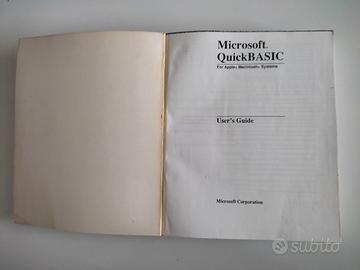 Microsoft.
QuickBASIC
For Apple® Macintosh® Systems
User's Guide
Microsoft Corporation
subito